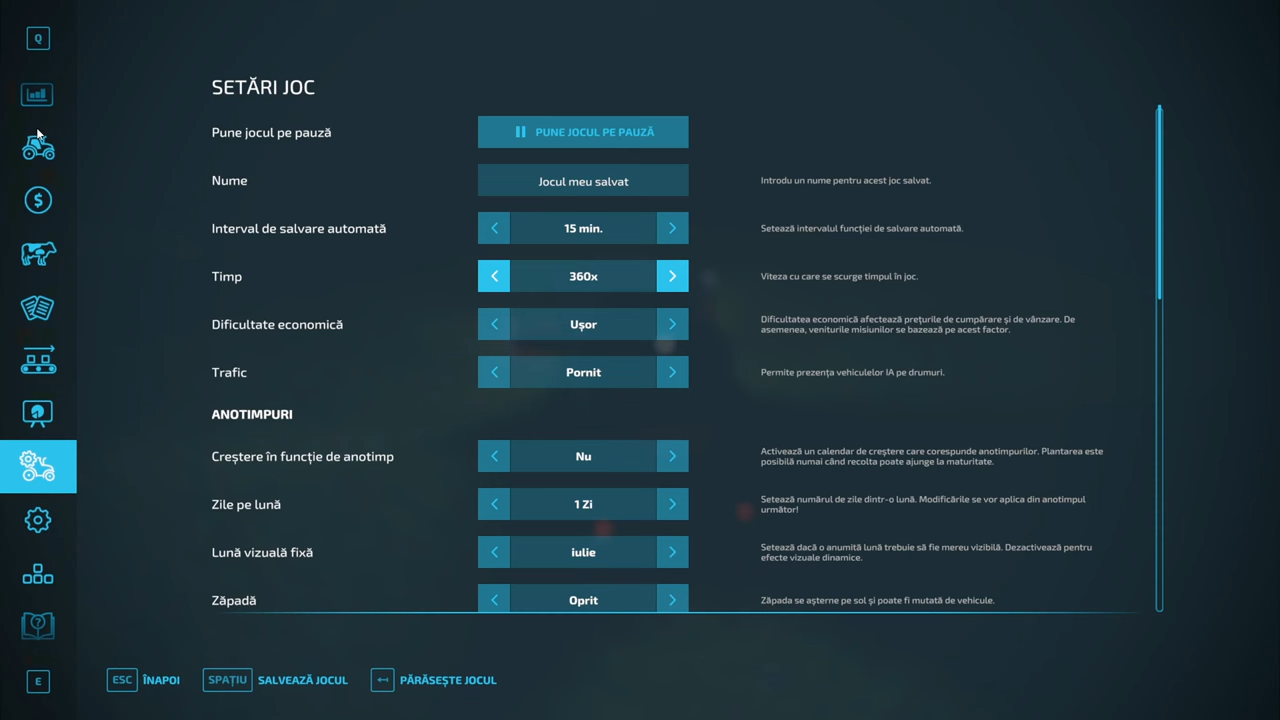 Q
SETĂRI JOC
Pune jocul pe pauză
PUNE JOCUL PE PAUZĂ
Nume
Jocul meu salvat
Introdu un nume pentru acest joc salvat.
Interval de salvare automată
15 min.
Setează intervalul funcției de salvare automată.
Timp
360x
Viteza cu care se scurge timpul în joc.
Dificultate economică
Ușor
Dificultatea economică afectează prețurile de cumpărare și de vânzare. De
asemenea, veniturile misiunilor se bazează pe acest factor.
Trafic
Pornit
Permite prezența vehiculelor IA pe drumuri.
ANOTIMPURI
Creștere în funcție de anotimp
Nu
Activează un calendar de creștere care corespunde anotimpurilor. Plantarea este
posibilă numai când recolta poate ajunge la maturitate.
Zile pe lună
1 Zi
Setează numărul de zile dintr-o lună. Modificările se vor aplica din anotimpul
următor!
Lună vizuală fixă
iulie
Setează dacă o anumită lună trebuie să fie mereu vizibilă. Dezactivează pentru
efecte vizuale dinamice.
Zăpadă
Oprit
Zăpada se așterne pe sol și poate fi mutată de vehicule.
E
ESC ÎNAPOI
SPAȚIU SALVEAZĂ JOCUL
PĂRĂSEȘTE JOCUL